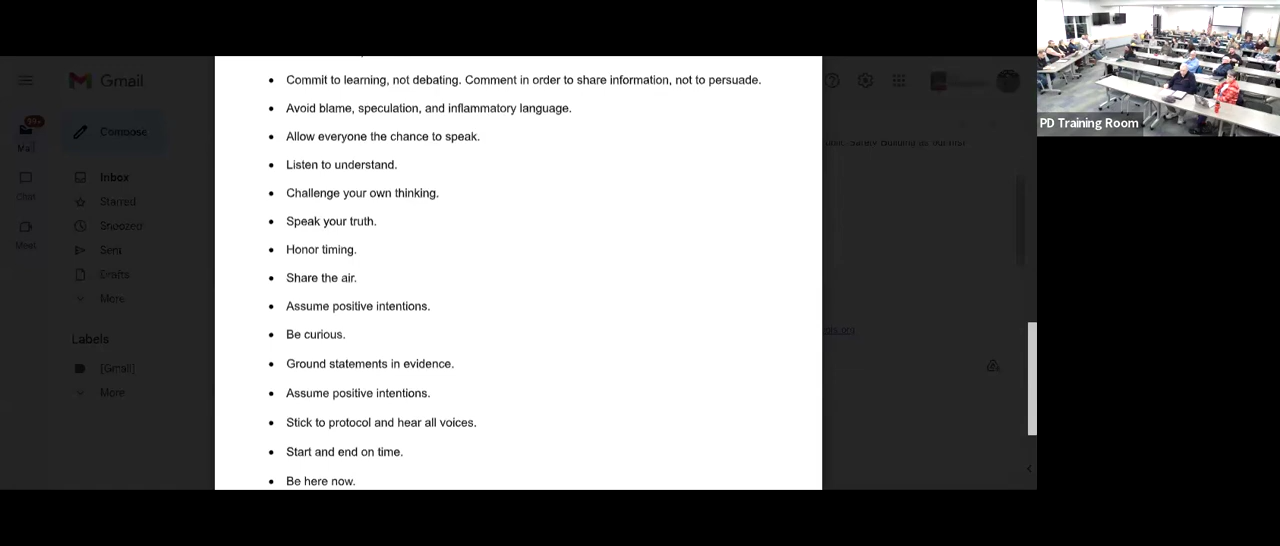 Commit to learning, not debating. Comment in order to share information, not to persuade.
Avoid blame, speculation, and inflammatory language.
Allow everyone the chance to speak.
Listen to understand.
Challenge your own thinking.
Speak your truth.
Honor timing.
Share the air.
Assume positive intentions.
Be curious.
Ground statements in evidence.
Assume positive intentions.
Stick to protocol and hear all voices.
Start and end on time.
Be here now.
Gmail
Compose
Mail
Chat
Meet
Inbox
Starred
Snoozed
Sent
Drafts
More
Labels
[Gmail]
More
PD Training Room